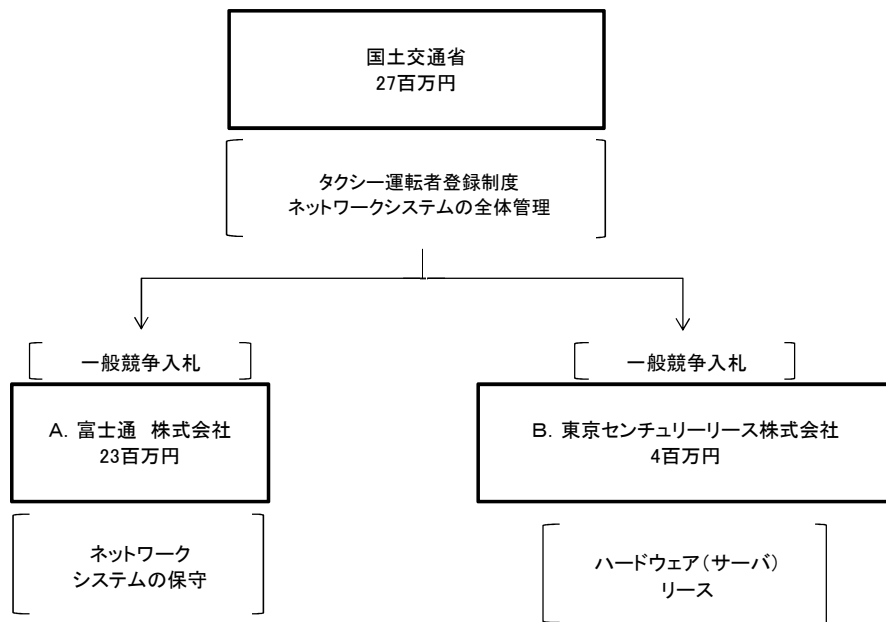 国土交通省
27百万円
タクシー運転者登録制度
ネットワークシステムの全体管理
一般競争入札
一般競争入札
A．富士通　株式会社
23百万円
B．東京センチュリーリース株式会社
4百万円
ネットワーク
システムの保守
ハードウェア（サーバ）
リース